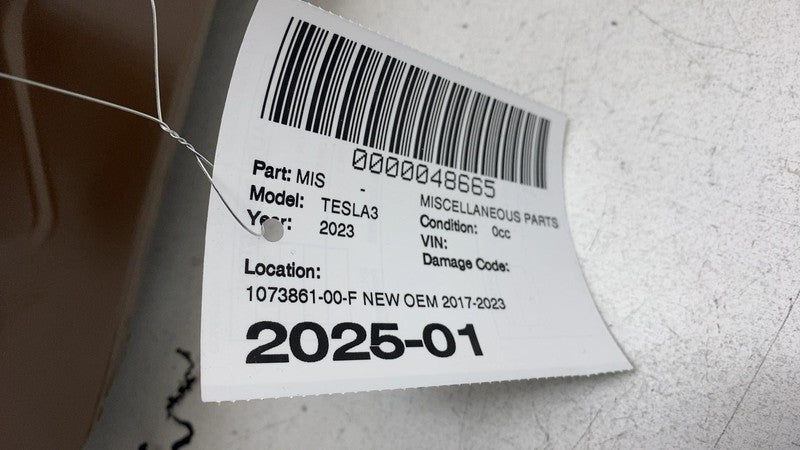 0000048665
Part: MIS -
MISCELLANEOUS PARTS
Model: TESLA3
Condition: 0cc
Year: 2023
VIN:
Damage Code:
Location:
1073861-00-F NEW OEM 2017-2023
2025-01